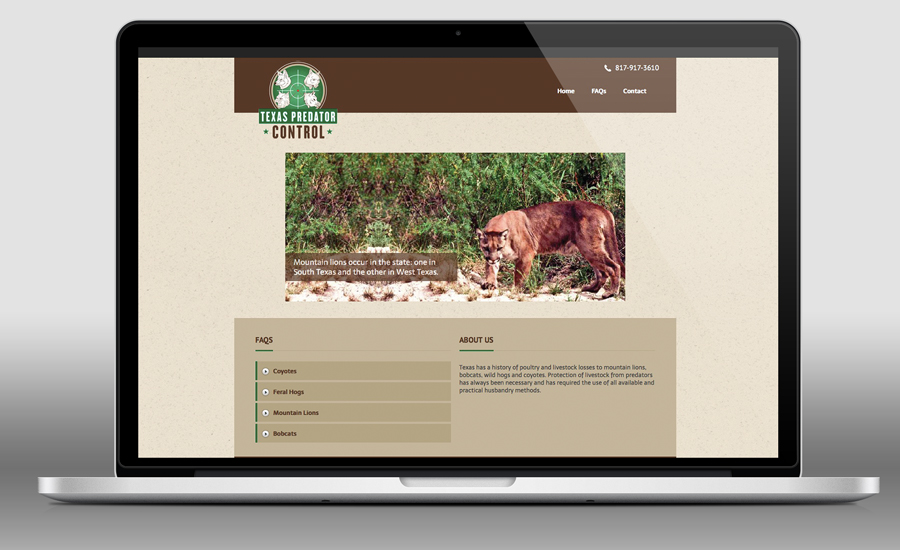 817-917-3610
Home FAQs Contact
TEXAS PREDATOR
CONTROL
Mountain lions occur in the state: one in
South Texas and the other in West Texas.
FAQS
Coyotes
Feral Hogs
Mountain Lions
Bobcats
ABOUT US
Texas has a history of poultry and livestock losses to mountain lions,
bobcats, wild hogs and coyotes. Protection of livestock from predators
has always been necessary and has required the use of all available and
practical husbandry methods.